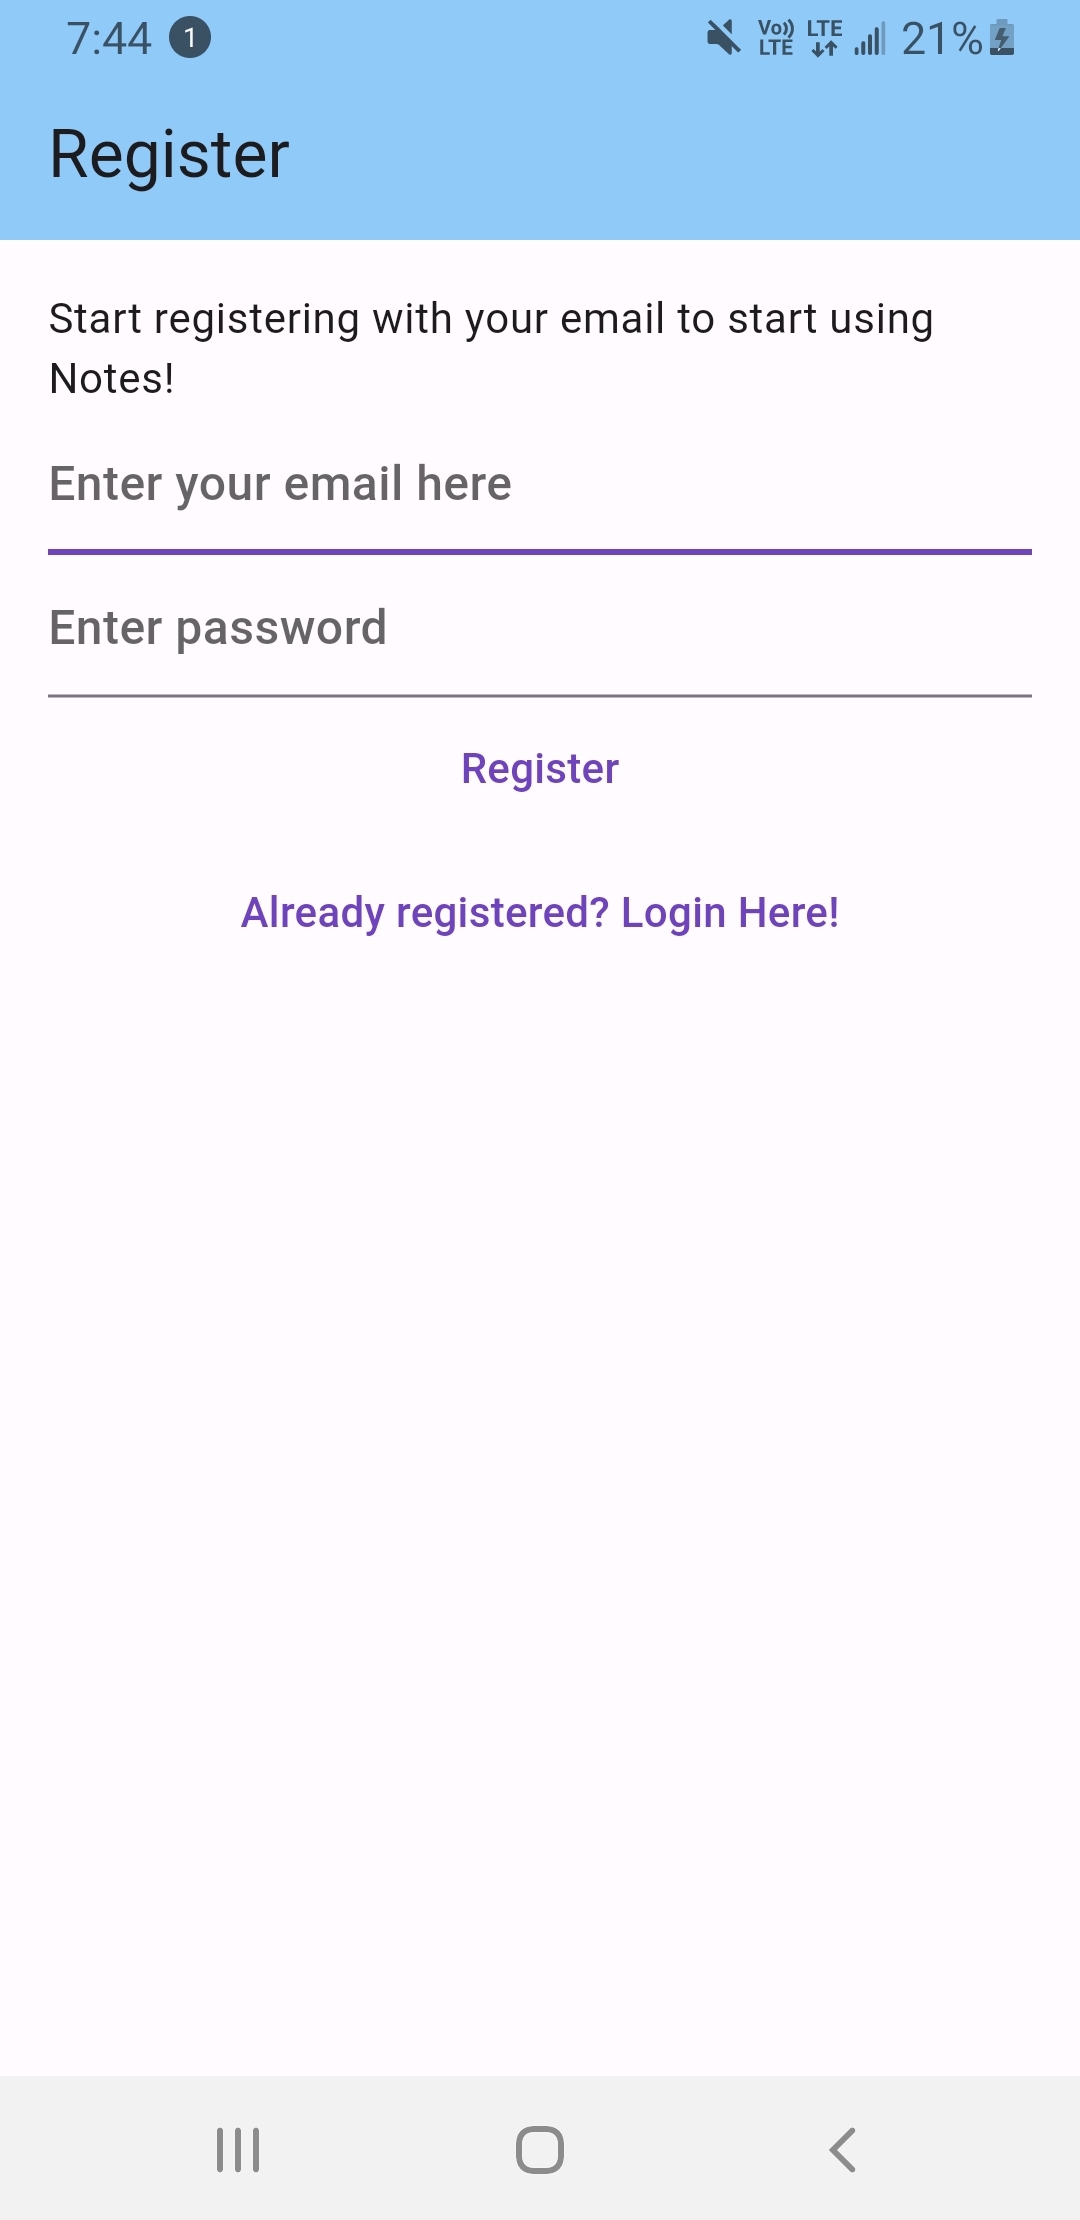 7:44 1 Vo)) LTE LTE 21%
Register
Start registering with your email to start using
Notes!
Enter your email here
Enter password
Register
Already registered? Login Here!